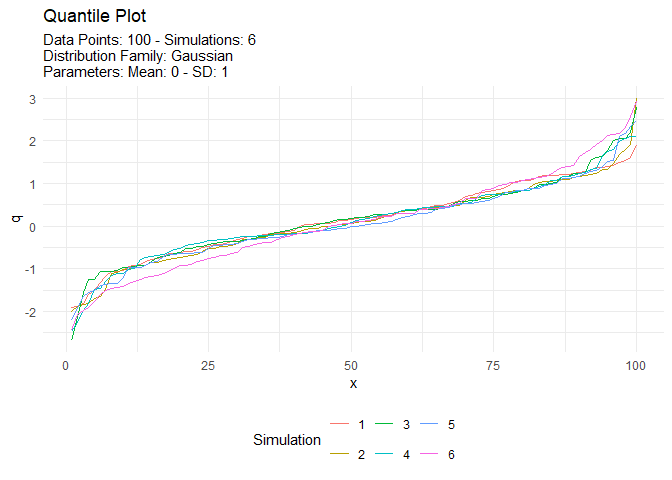 Quantile Plot
Data Points: 100 - Simulations: 6
Distribution Family: Gaussian
Parameters: Mean: 0 - SD: 1
3
2
1
0
-1
-2
q
0 25 50 75 100
x
Simulation
1 3 5
2 4 6